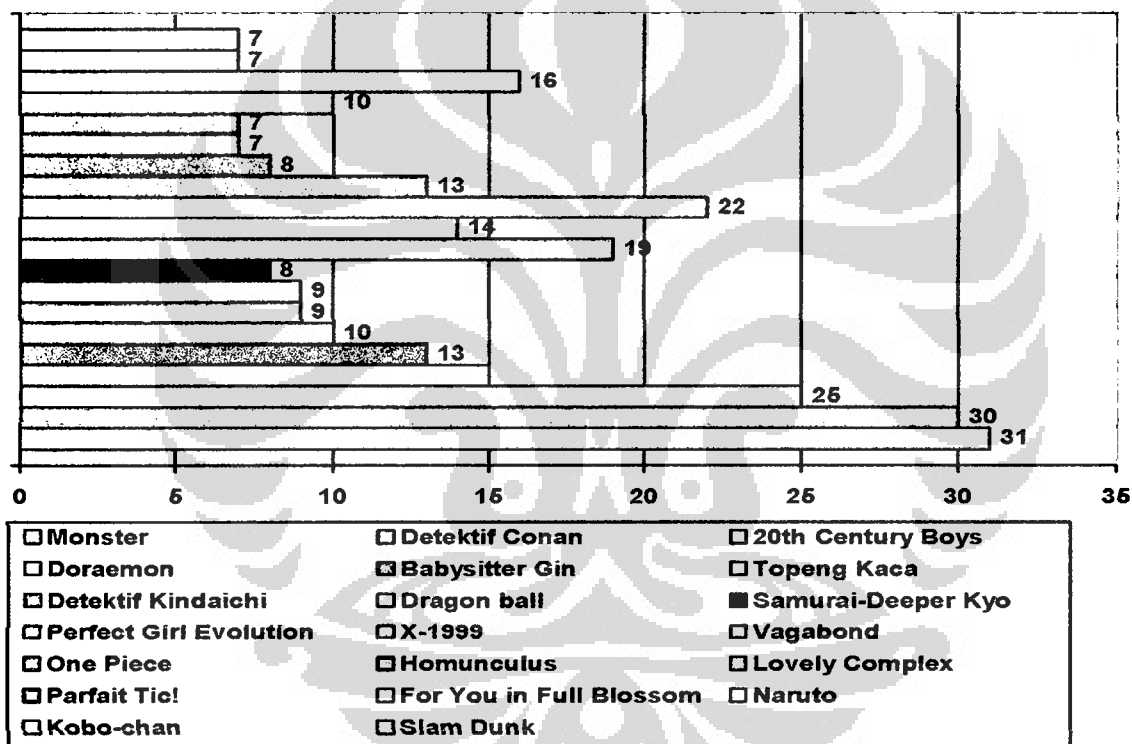 7
7
16
10
7
7
8
13
22
14
19
8
9
9
10
13
25
30
31
0 5 10 15 20 25 30 35
Monster Detektif Conan 20th Century Boys
Doraemon Babysitter Gin Topeng Kaca
Detektif Kindaichi Dragon ball Samurai-Deeper Kyo
Perfect Girl Evolution X-1999 Vagabond
One Piece Homunculus Lovely Complex
Parfait Tic! For You in Full Blossom Naruto
Kobo-chan Slam Dunk